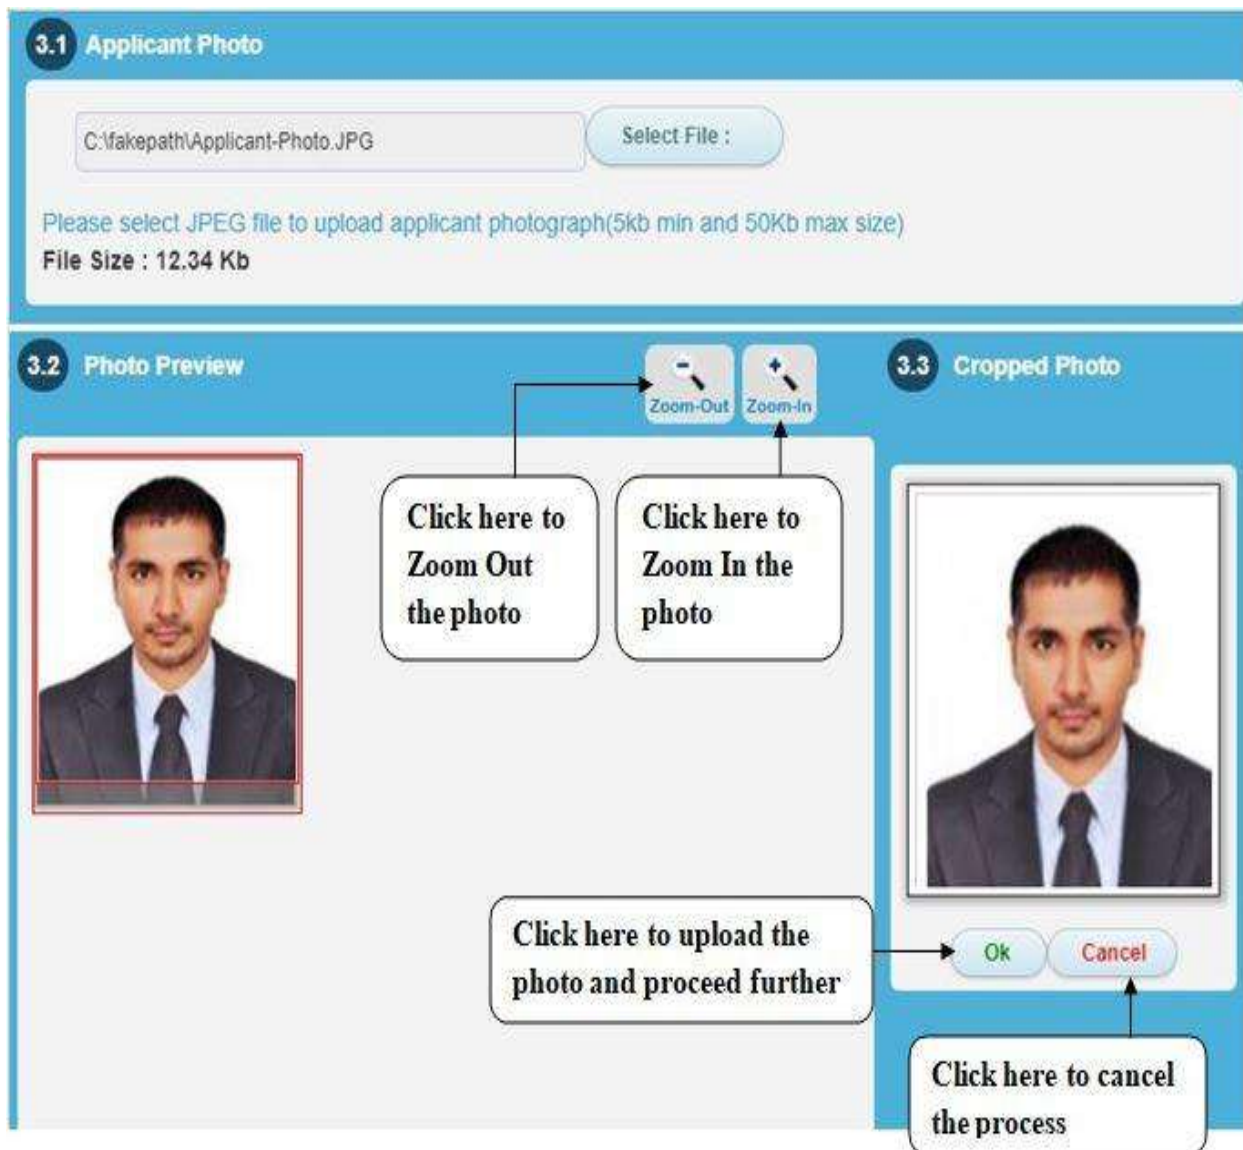 3.1 Applicant Photo
C:\fakepath\Applicant-Photo.JPG
Select File :
Please select JPEG file to upload applicant photograph(5kb min and 50Kb max size)
File Size : 12.34 Kb
3.2 Photo Preview
Zoom-Out
Zoom-In
3.3 Cropped Photo
Click here to
Zoom Out
the photo
Click here to
Zoom In the
photo
Click here to upload the
photo and proceed further
Ok
Cancel
Click here to cancel
the process